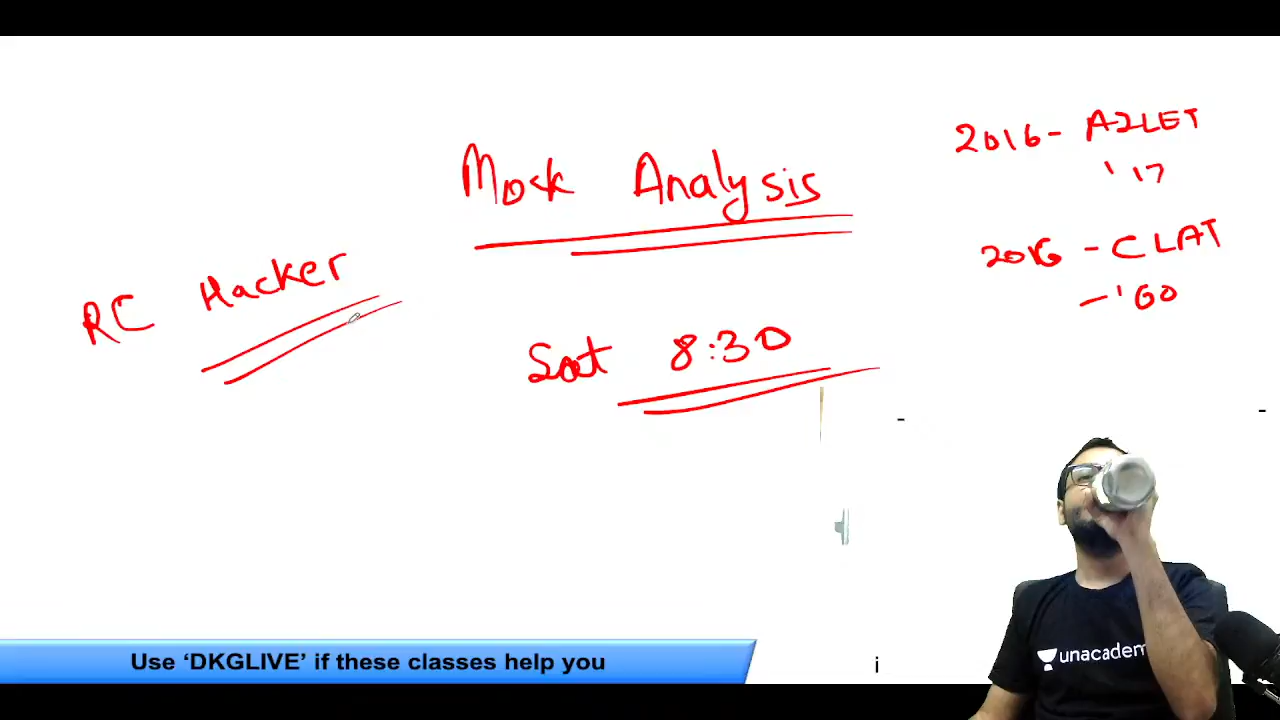 Mock Analysis
2016 - AILET
'17
RC Hacker
2016 - CLAT
- '60
Sat 8:30
unacadem
Use ‘DKGLIVE’ if these classes help you